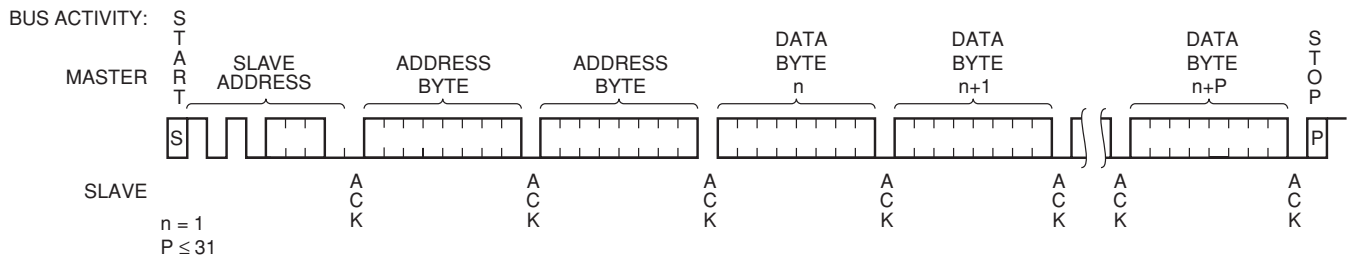 BUS ACTIVITY:
MASTER
START
SLAVE
ADDRESS
ADDRESS
BYTE
ADDRESS
BYTE
DATA
BYTE
n
DATA
BYTE
n+1
DATA
BYTE
n+P
STOP
S
P
SLAVE
ACK
ACK
ACK
ACK
ACK
ACK
ACK
n = 1
P ≤ 31